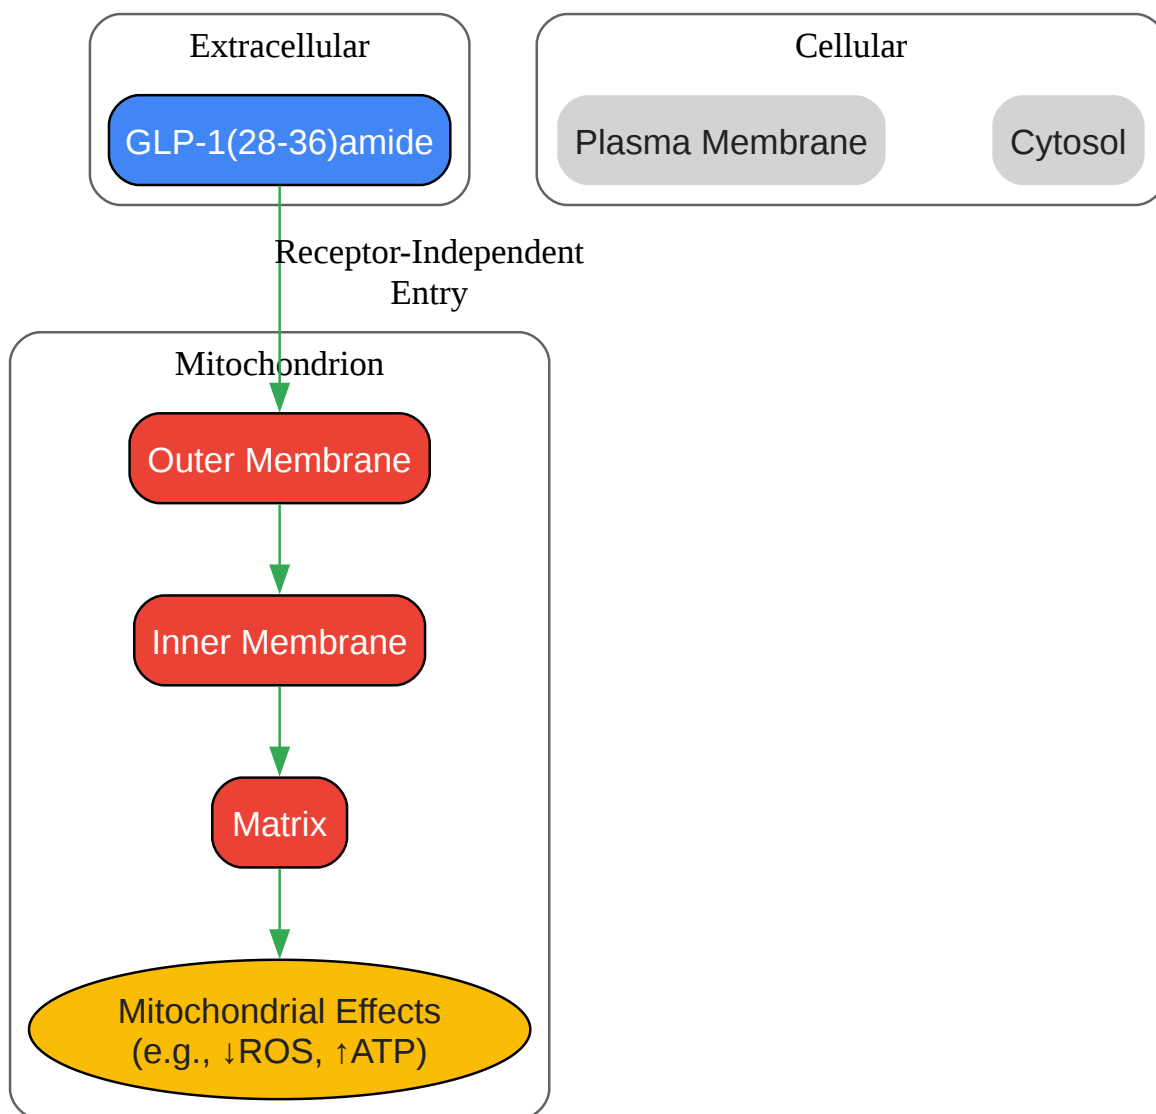 Extracellular
GLP-1(28-36)amide
Cellular
Plasma Membrane
Cytosol
Receptor-Independent
Entry
Mitochondrion
Outer Membrane
Inner Membrane
Matrix
Mitochondrial Effects
(e.g., ↓ROS, ↑ATP)